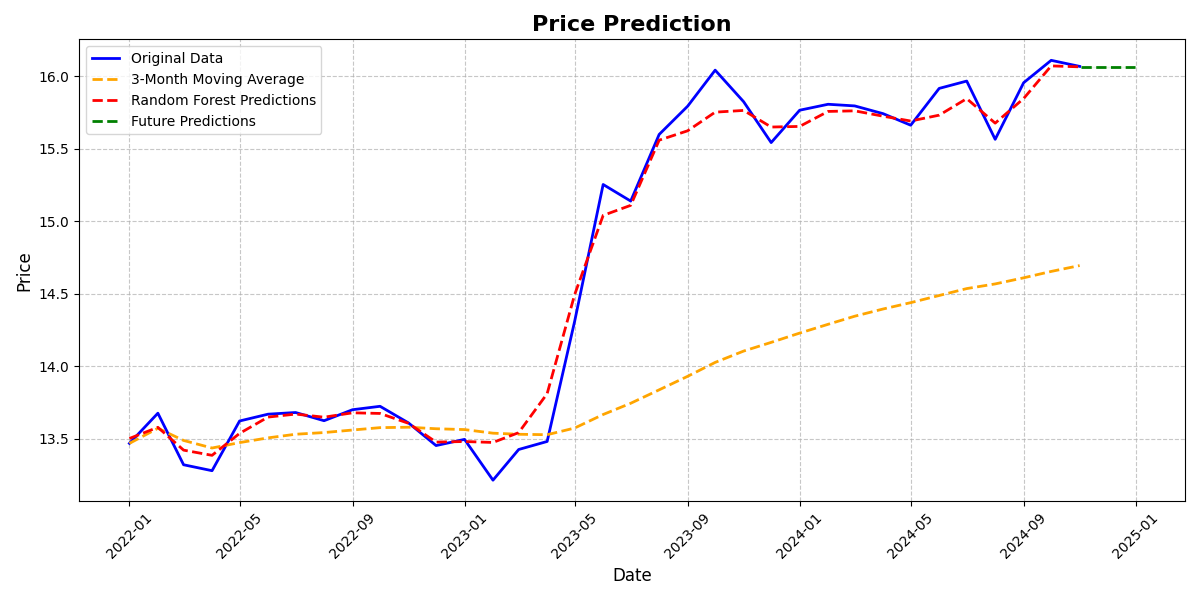 Price Prediction
Original Data
3-Month Moving Average
Random Forest Predictions
Future Predictions
Price
16.0
15.5
15.0
14.5
14.0
13.5
2022-01
2022-05
2022-09
2023-01
2023-05
2023-09
2024-01
2024-05
2024-09
2025-01
Date